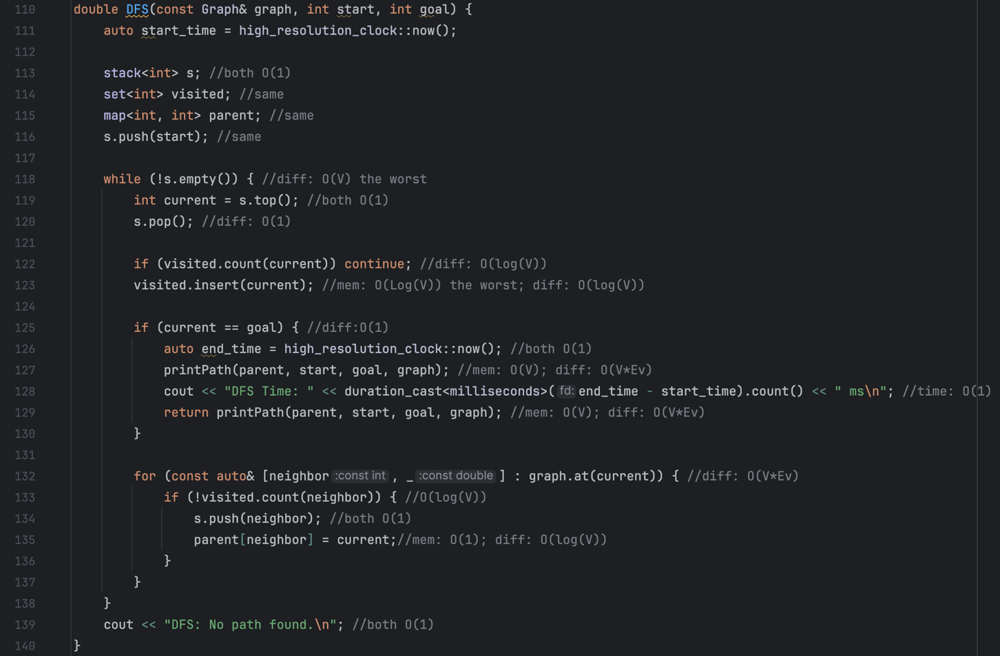 110 double DFS(const Graph& graph, int start, int goal) {
111     auto start_time = high_resolution_clock::now();
112
113     stack<int> s; //both O(1)
114     set<int> visited; //same
115     map<int, int> parent; //same
116     s.push(start); //same
117
118     while (!s.empty()) { //diff: O(V) the worst
119         int current = s.top(); //both O(1)
120         s.pop(); //diff: O(1)
121
122         if (visited.count(current)) continue; //diff: O(log(V))
123         visited.insert(current); //mem: O(Log(V)) the worst; diff: O(log(V))
124
125         if (current == goal) { //diff:O(1)
126             auto end_time = high_resolution_clock::now(); //both O(1)
127             printPath(parent, start, goal, graph); //mem: O(V); diff: O(V*Ev)
128             cout << "DFS Time: " << duration_cast<milliseconds>(fd: end_time - start_time).count() << " ms\n"; //time: O(1)
129             return printPath(parent, start, goal, graph); //mem: O(V); diff: O(V*Ev)
130         }
131
132         for (const auto& [neighbor :const int , _ :const double ] : graph.at(current)) { //diff: O(V*Ev)
133             if (!visited.count(neighbor)) { //O(log(V))
134                 s.push(neighbor); //both O(1)
135                 parent[neighbor] = current;//mem: O(1); diff: O(log(V))
136             }
137         }
138     }
139     cout << "DFS: No path found.\n"; //both O(1)
140 }